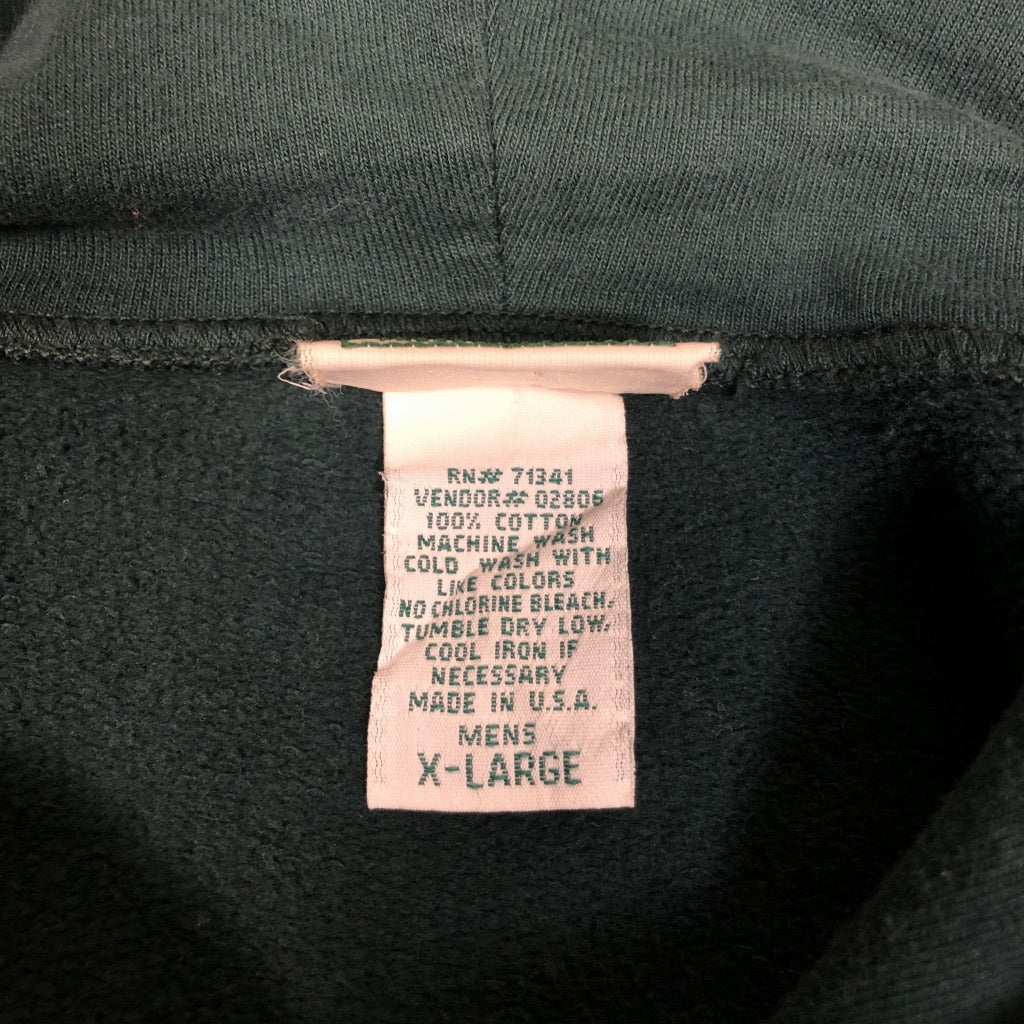 RN# 71341
VENDOR# 02806
100% COTTON
MACHINE WASH
COLD WASH WITH
LIKE COLORS
NO CHLORINE BLEACH.
TUMBLE DRY LOW.
COOL IRON IF
NECESSARY
MADE IN U.S.A.
MENS
X-LARGE